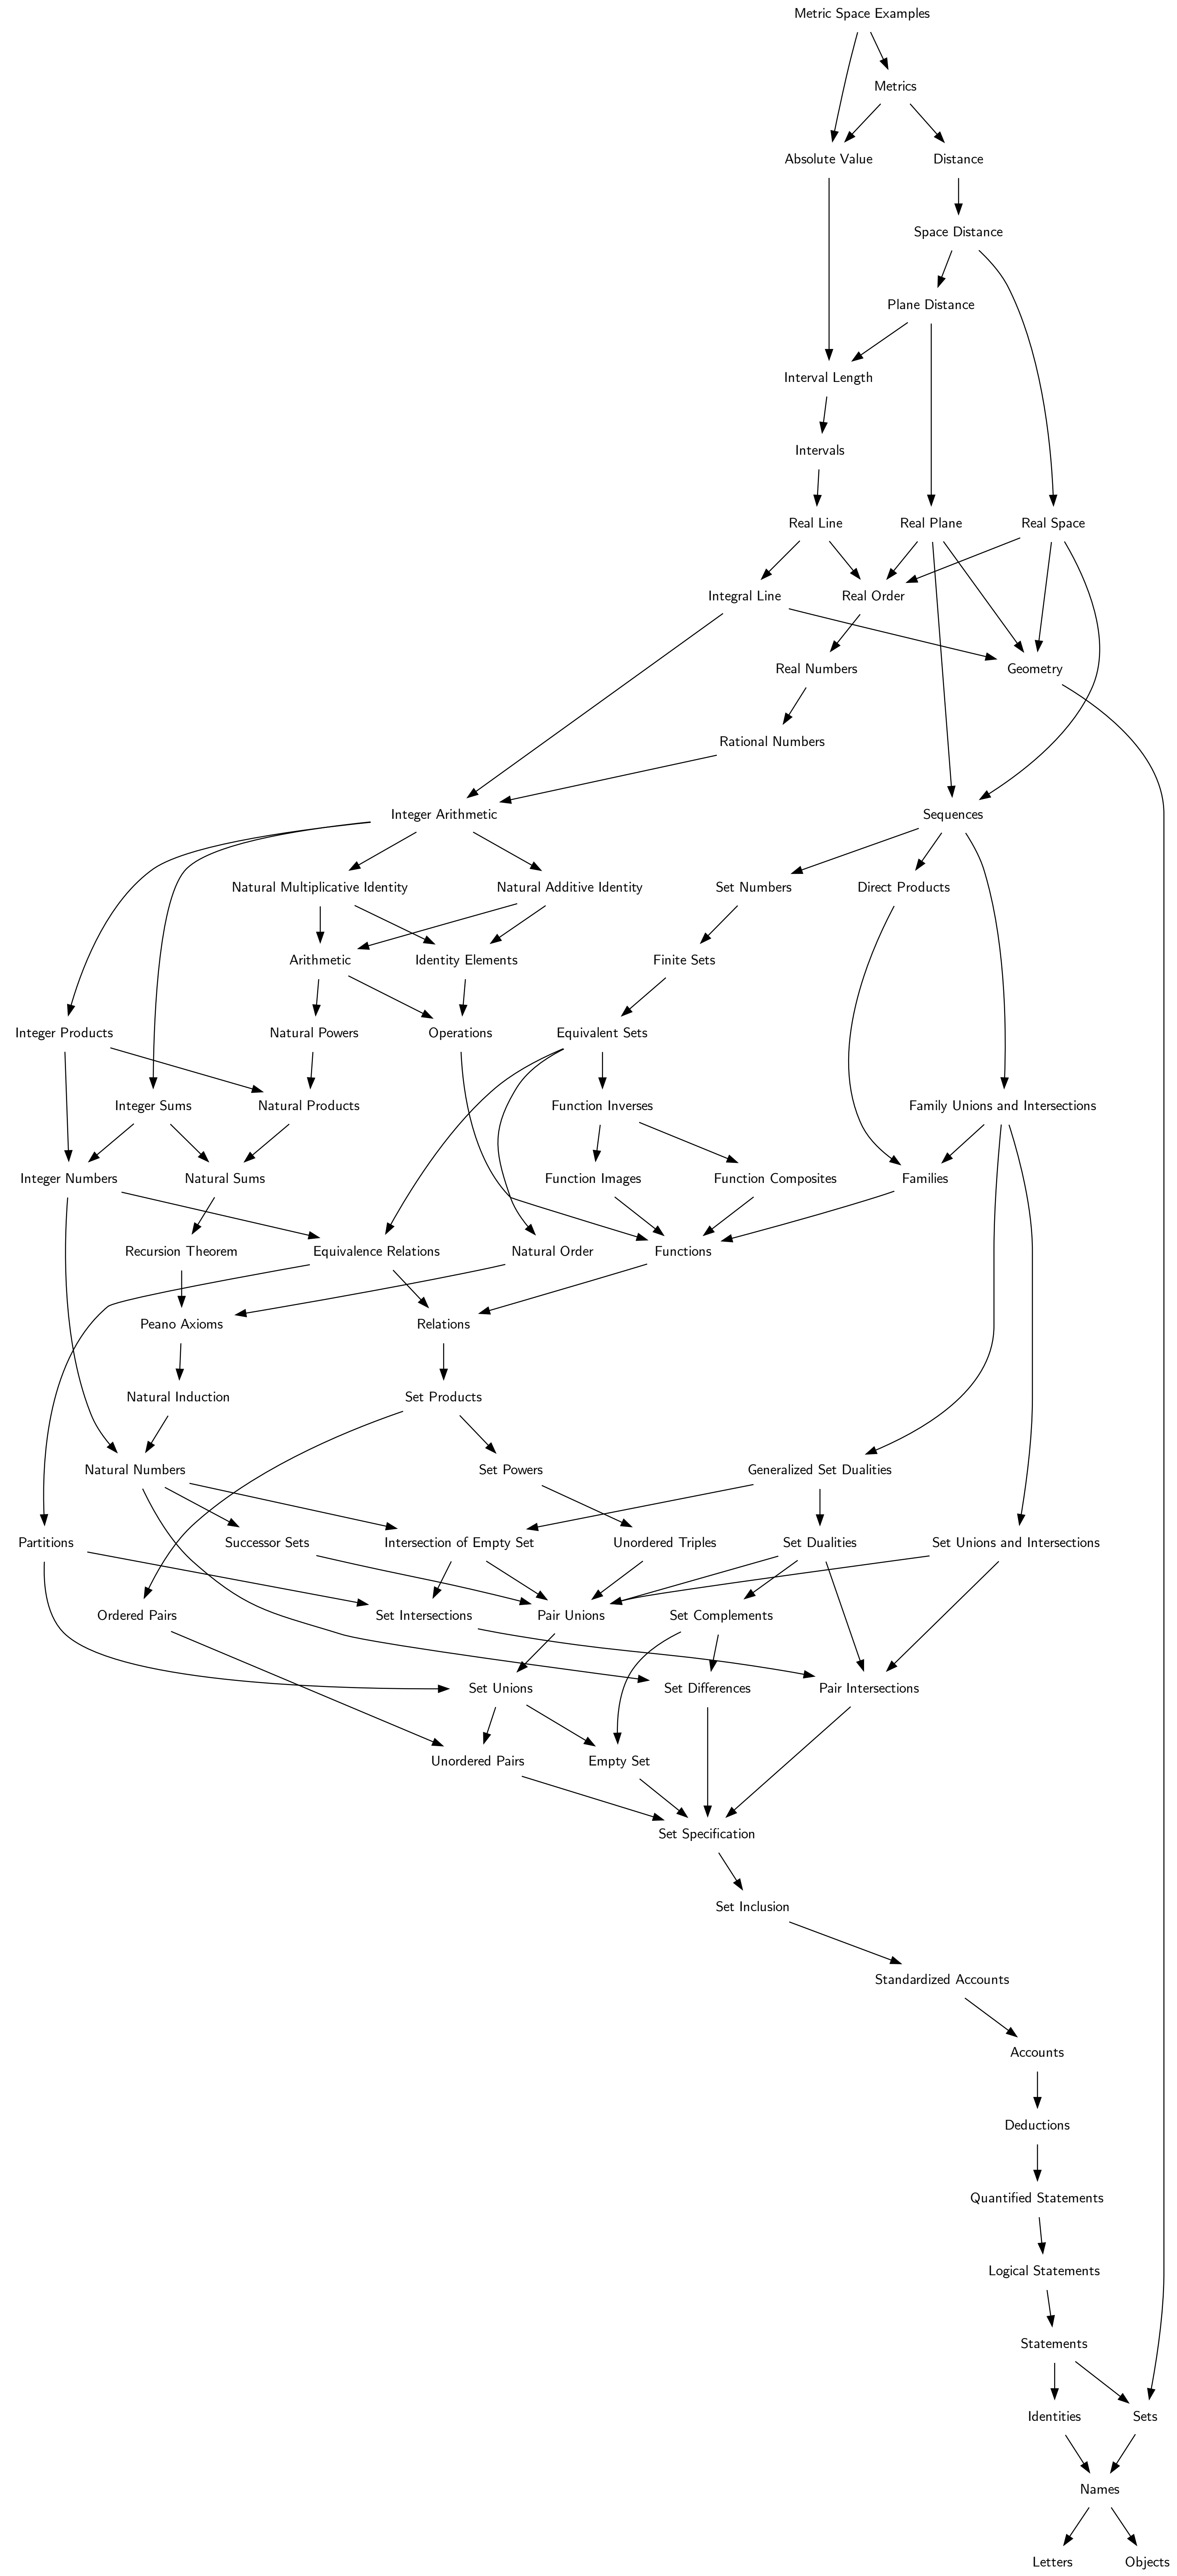 Metric Space Examples
Metrics
Absolute Value
Distance
Space Distance
Plane Distance
Interval Length
Intervals
Real Line
Real Plane
Real Space
Integral Line
Real Order
Real Numbers
Geometry
Rational Numbers
Integer Arithmetic
Sequences
Natural Multiplicative Identity
Natural Additive Identity
Set Numbers
Direct Products
Arithmetic
Identity Elements
Finite Sets
Integer Products
Natural Powers
Operations
Equivalent Sets
Integer Sums
Natural Products
Function Inverses
Family Unions and Intersections
Integer Numbers
Natural Sums
Function Images
Function Composites
Families
Recursion Theorem
Equivalence Relations
Natural Order
Functions
Peano Axioms
Relations
Natural Induction
Set Products
Natural Numbers
Set Powers
Generalized Set Dualities
Partitions
Successor Sets
Intersection of Empty Set
Unordered Triples
Set Dualities
Set Unions and Intersections
Ordered Pairs
Set Intersections
Pair Unions
Set Complements
Set Unions
Set Differences
Pair Intersections
Unordered Pairs
Empty Set
Set Specification
Set Inclusion
Standardized Accounts
Accounts
Deductions
Quantified Statements
Logical Statements
Statements
Identities
Sets
Names
Letters
Objects